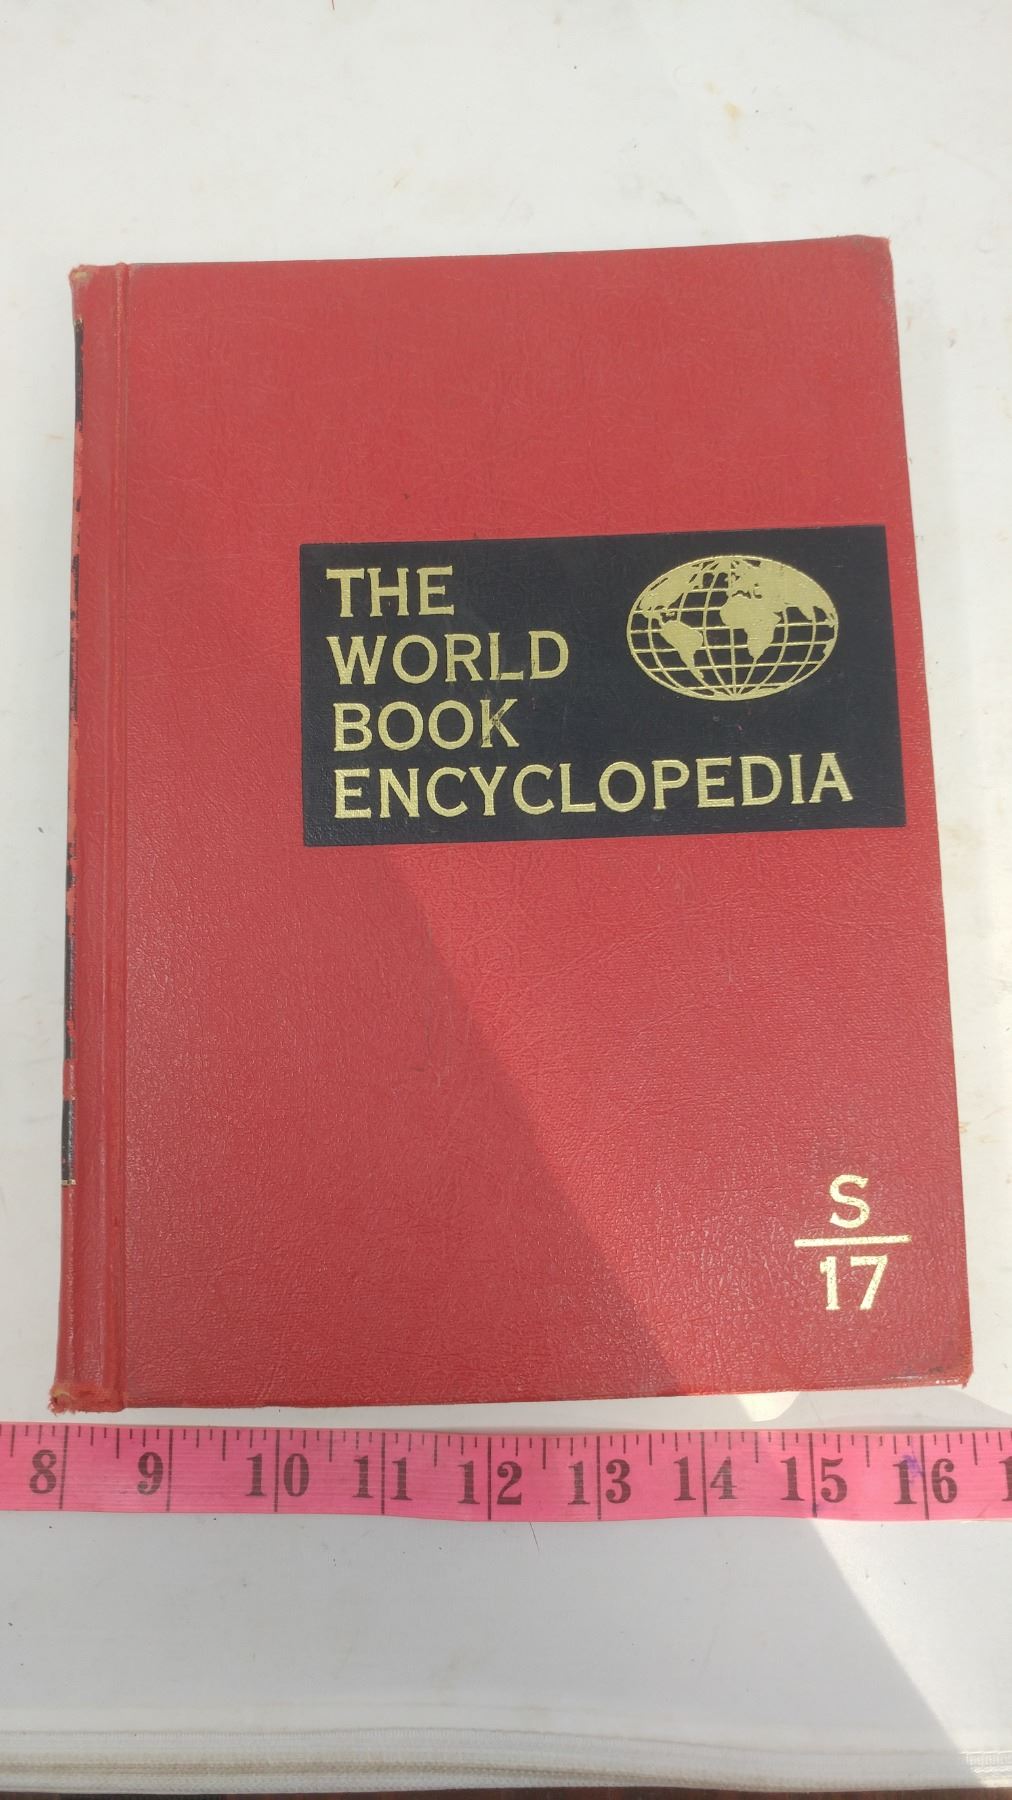 THE
WORLD
BOOK
ENCYCLOPEDIA
S
17
8 9 10 11 12 13 14 15 16